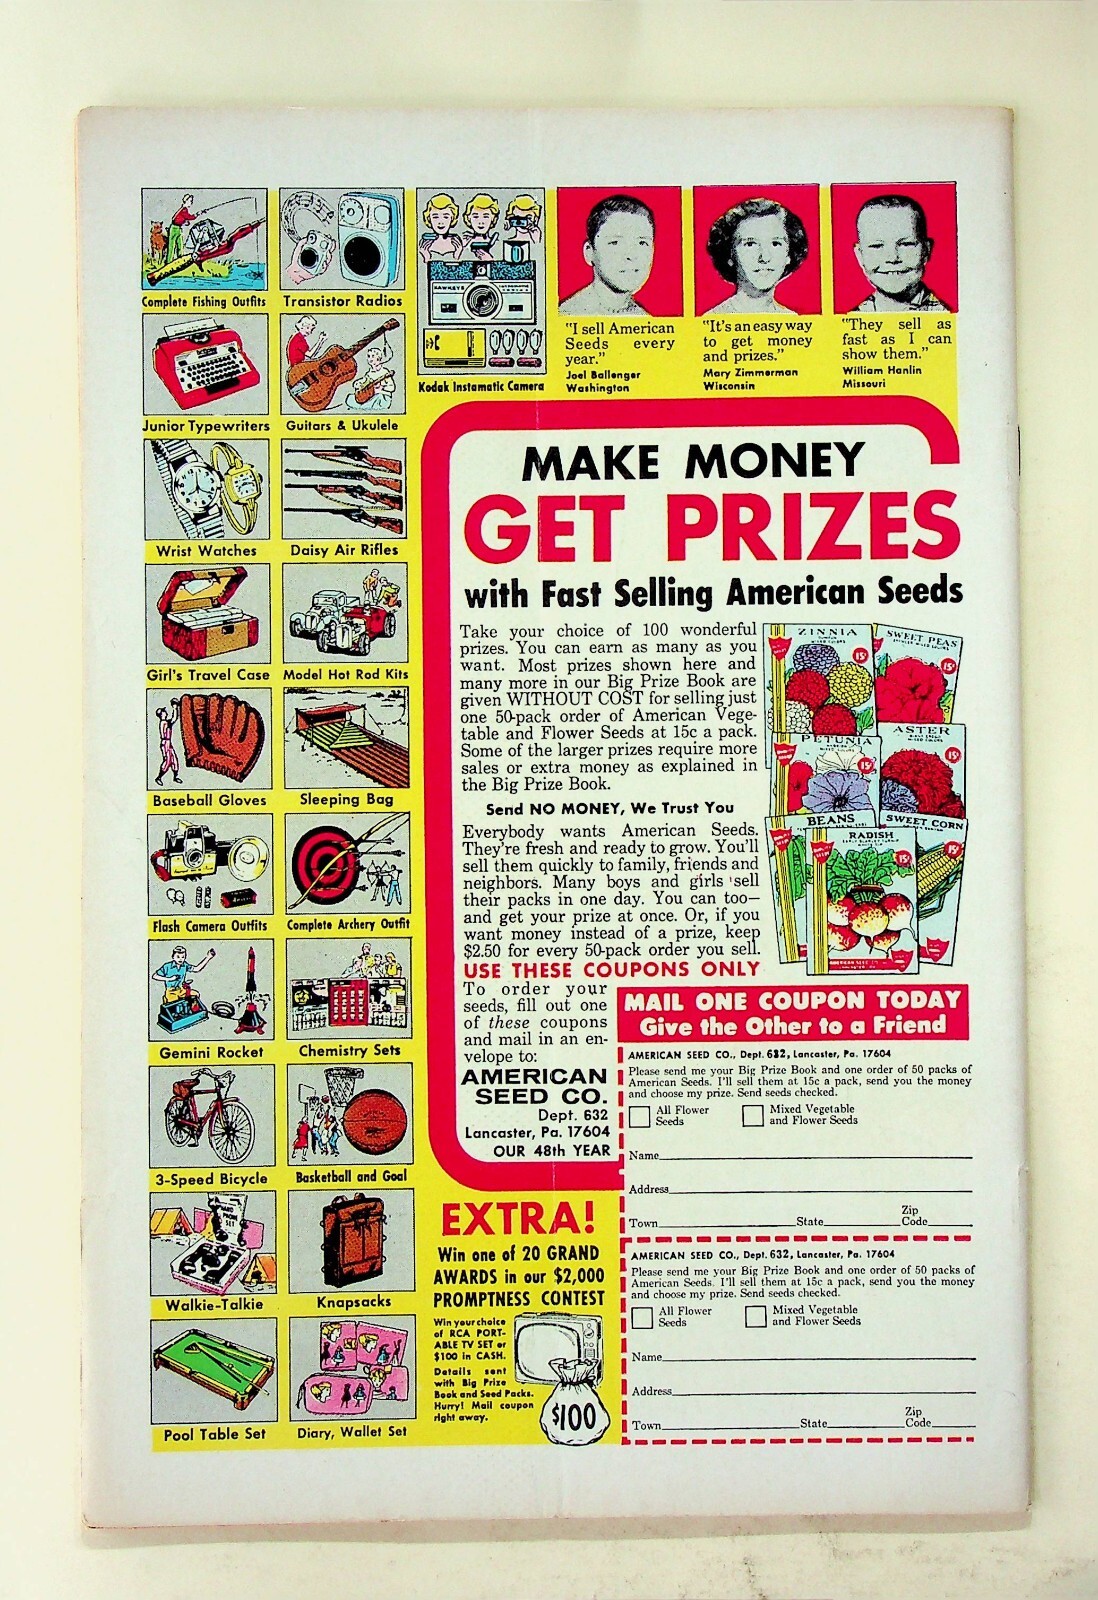 Complete Fishing Outfits
Transistor Radios
HAWKEYE
INSTAMATIC
Kodak Instamatic Camera
"I sell American
Seeds every
year."
Joel Ballenger
Washington
"It's an easy way
to get money
and prizes."
Mary Zimmerman
Wisconsin
"They sell as
fast as I can
show them."
William Hanlin
Missouri
Junior Typewriters
Guitars & Ukulele
Wrist Watches
Daisy Air Rifles
Girl's Travel Case
Model Hot Rod Kits
Baseball Gloves
Sleeping Bag
Flash Camera Outfits
Complete Archery Outfit
Gemini Rocket
Chemistry Sets
3-Speed Bicycle
Basketball and Goal
Walkie-Talkie
Knapsacks
Pool Table Set
Diary, Wallet Set
MAKE MONEY
GET PRIZES
with Fast Selling American Seeds
Take your choice of 100 wonderful
prizes. You can earn as many as you
want. Most prizes shown here and
many more in our Big Prize Book are
given WITHOUT COST for selling just
one 50-pack order of American Vege-
table and Flower Seeds at 15c a pack.
Some of the larger prizes require more
sales or extra money as explained in
the Big Prize Book.
Send NO MONEY, We Trust You
Everybody wants American Seeds.
They're fresh and ready to grow. You'll
sell them quickly to family, friends and
neighbors. Many boys and girls sell
their packs in one day. You can too—
and get your prize at once. Or, if you
want money instead of a prize, keep
$2.50 for every 50-pack order you sell.
USE THESE COUPONS ONLY
To order your
seeds, fill out one
of these coupons
and mail in an en-
velope to:
AMERICAN
SEED CO.
Dept. 632
Lancaster, Pa. 17604
OUR 48th YEAR
ZINNIA
15¢
SWEET PEAS
15¢
PETUNIA
15¢
ASTER
15¢
BEANS
RADISH
15¢
SWEET CORN
15¢
MAIL ONE COUPON TODAY
Give the Other to a Friend
AMERICAN SEED CO., Dept. 632, Lancaster, Pa. 17604
Please send me your Big Prize Book and one order of 50 packs of
American Seeds. I'll sell them at 15c a pack, send you the money
and choose my prize. Send seeds checked.
All Flower
Seeds
Mixed Vegetable
and Flower Seeds
Name
Address
Town State Zip Code
AMERICAN SEED CO., Dept. 632, Lancaster, Pa. 17604
Please send me your Big Prize Book and one order of 50 packs of
American Seeds. I'll sell them at 15c a pack, send you the money
and choose my prize. Send seeds checked.
All Flower
Seeds
Mixed Vegetable
and Flower Seeds
Name
Address
Town State Zip Code
EXTRA!
Win one of 20 GRAND
AWARDS in our $2,000
PROMPTNESS CONTEST
Win your choice
of RCA PORT-
ABLE TV SET or
$100 in CASH.
Details sent
with Big Prize
Book and Seed Packs.
Hurry! Mail coupon
right away.
$100